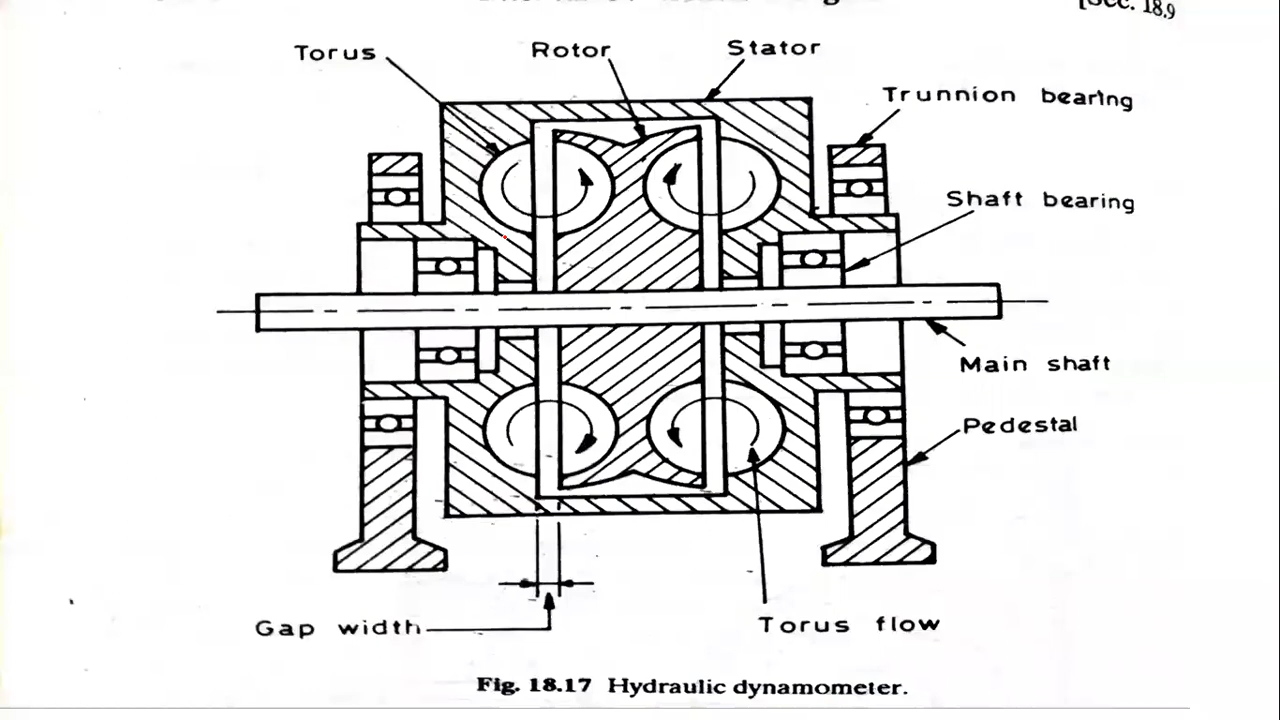 [Sec. 18.9
Torus
Rotor
Stator
Trunnion bearing
Shaft bearing
Main shaft
Pedestal
Gap width
Torus flow
Fig. 18.17 Hydraulic dynamometer.